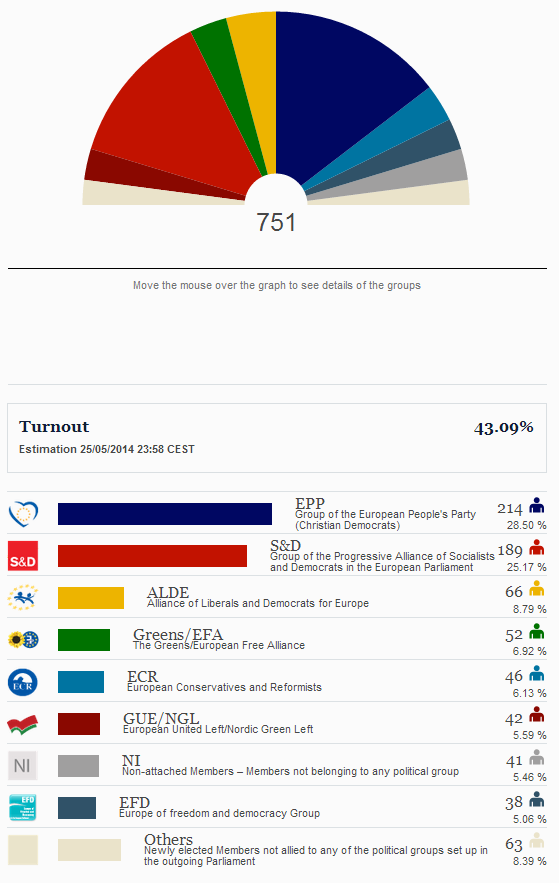 751
Move the mouse over the graph to see details of the groups
Turnout 43.09%
Estimation 25/05/2014 23:58 CEST
EPP 214
Group of the European People's Party
(Christian Democrats) 28.50 %
S&D S&D 189
Group of the Progressive Alliance of Socialists
and Democrats in the European Parliament 25.17 %
ALDE 66
Alliance of Liberals and Democrats for Europe 8.79 %
Greens/EFA 52
The Greens/European Free Alliance 6.92 %
ECR ECR 46
European Conservatives and Reformists 6.13 %
GUE/NGL 42
European United Left/Nordic Green Left 5.59 %
NI NI 41
Non-attached Members – Members not belonging to any political group 5.46 %
EFD EFD 38
Europe of freedom and democracy Group 5.06 %
Others 63
Newly elected Members not allied to any of the political groups set up in
the outgoing Parliament 8.39 %